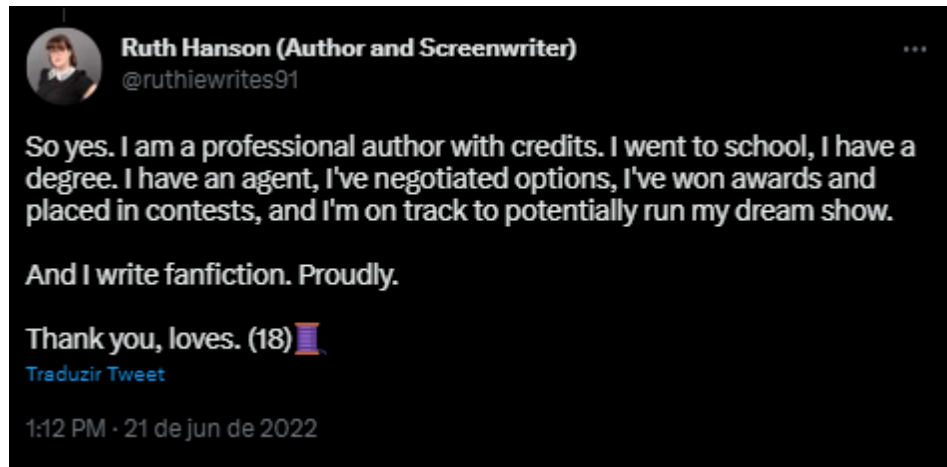 Ruth Hanson (Author and Screenwriter)
@ruthiewrites91
So yes. I am a professional author with credits. I went to school, I have a
degree. I have an agent, I've negotiated options, I've won awards and
placed in contests, and I'm on track to potentially run my dream show.
And I write fanfiction. Proudly.
Thank you, loves. (18)🧵
Traduzir Tweet
1:12 PM · 21 de jun de 2022